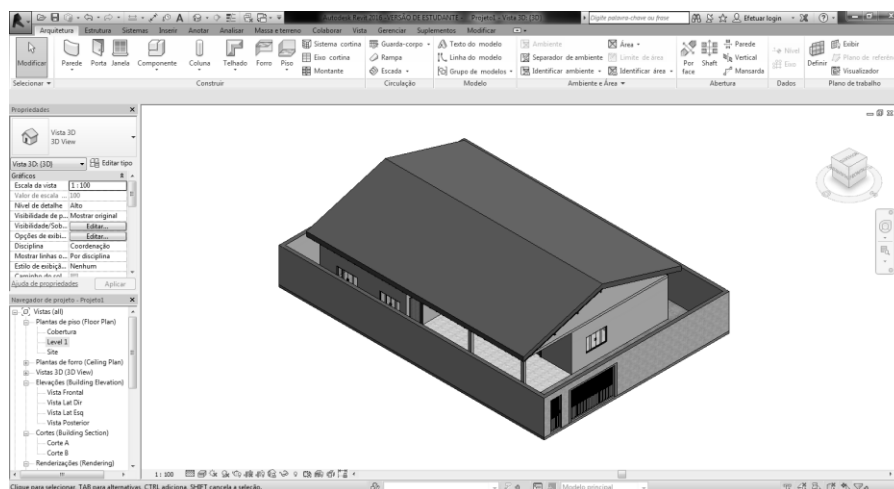 Autodesk Revit 2016 - VERSÃO DE ESTUDANTE - Projeto1 - Vista 3D: {3D}
Digite palavra-chave ou frase
Efetuar login
Arquitetura Estrutura Sistemas Inserir Anotar Analisar Massa e terreno Colaborar Vista Gerenciar Suplementos Modificar
Modificar
Parede Porta Janela Componente Coluna Telhado Forro Piso
Sistema cortina
Eixo cortina
Montante
Guarda-corpo
Rampa
Escada
Texto do modelo
Linha do modelo
Grupo de modelos
Ambiente
Separador de ambiente
Identificar ambiente
Área
Limite de área
Identificar área
Por face
Shaft
Parede
Vertical
Mansarda
Nível
Eixo
Definir
Exibir
Plano de referên
Visualizador
Selecionar Construir Circulação Modelo Ambiente e Área Abertura Dados Plano de trabalho
Propriedades
Vista 3D
3D View
Vista 3D: {3D} Editar tipo
Gráficos
Escala da vista 1 : 100
Valor de escala ... 100
Nível de detalhe Alto
Visibilidade de p... Mostrar original
Visibilidade/Sob... Editar...
Opções de exibi... Editar...
Disciplina Coordenação
Mostrar linhas o... Por disciplina
Estilo de exibiçã... Nenhum
Caminho do sol
Ajuda de propriedades Aplicar
Navegador de projeto - Projeto1
Vistas (all)
Plantas de piso (Floor Plan)
Cobertura
Level 1
Site
Plantas de forro (Ceiling Plan)
Vistas 3D (3D View)
Elevações (Building Elevation)
Vista Frontal
Vista Lat Dir
Vista Lat Esq
Vista Posterior
Cortes (Building Section)
Corte A
Corte B
Renderizações (Rendering)
1 : 100
Clique para selecionar, TAB para alternativas, CTRL adiciona, SHIFT cancela a seleção.
Modelo principal